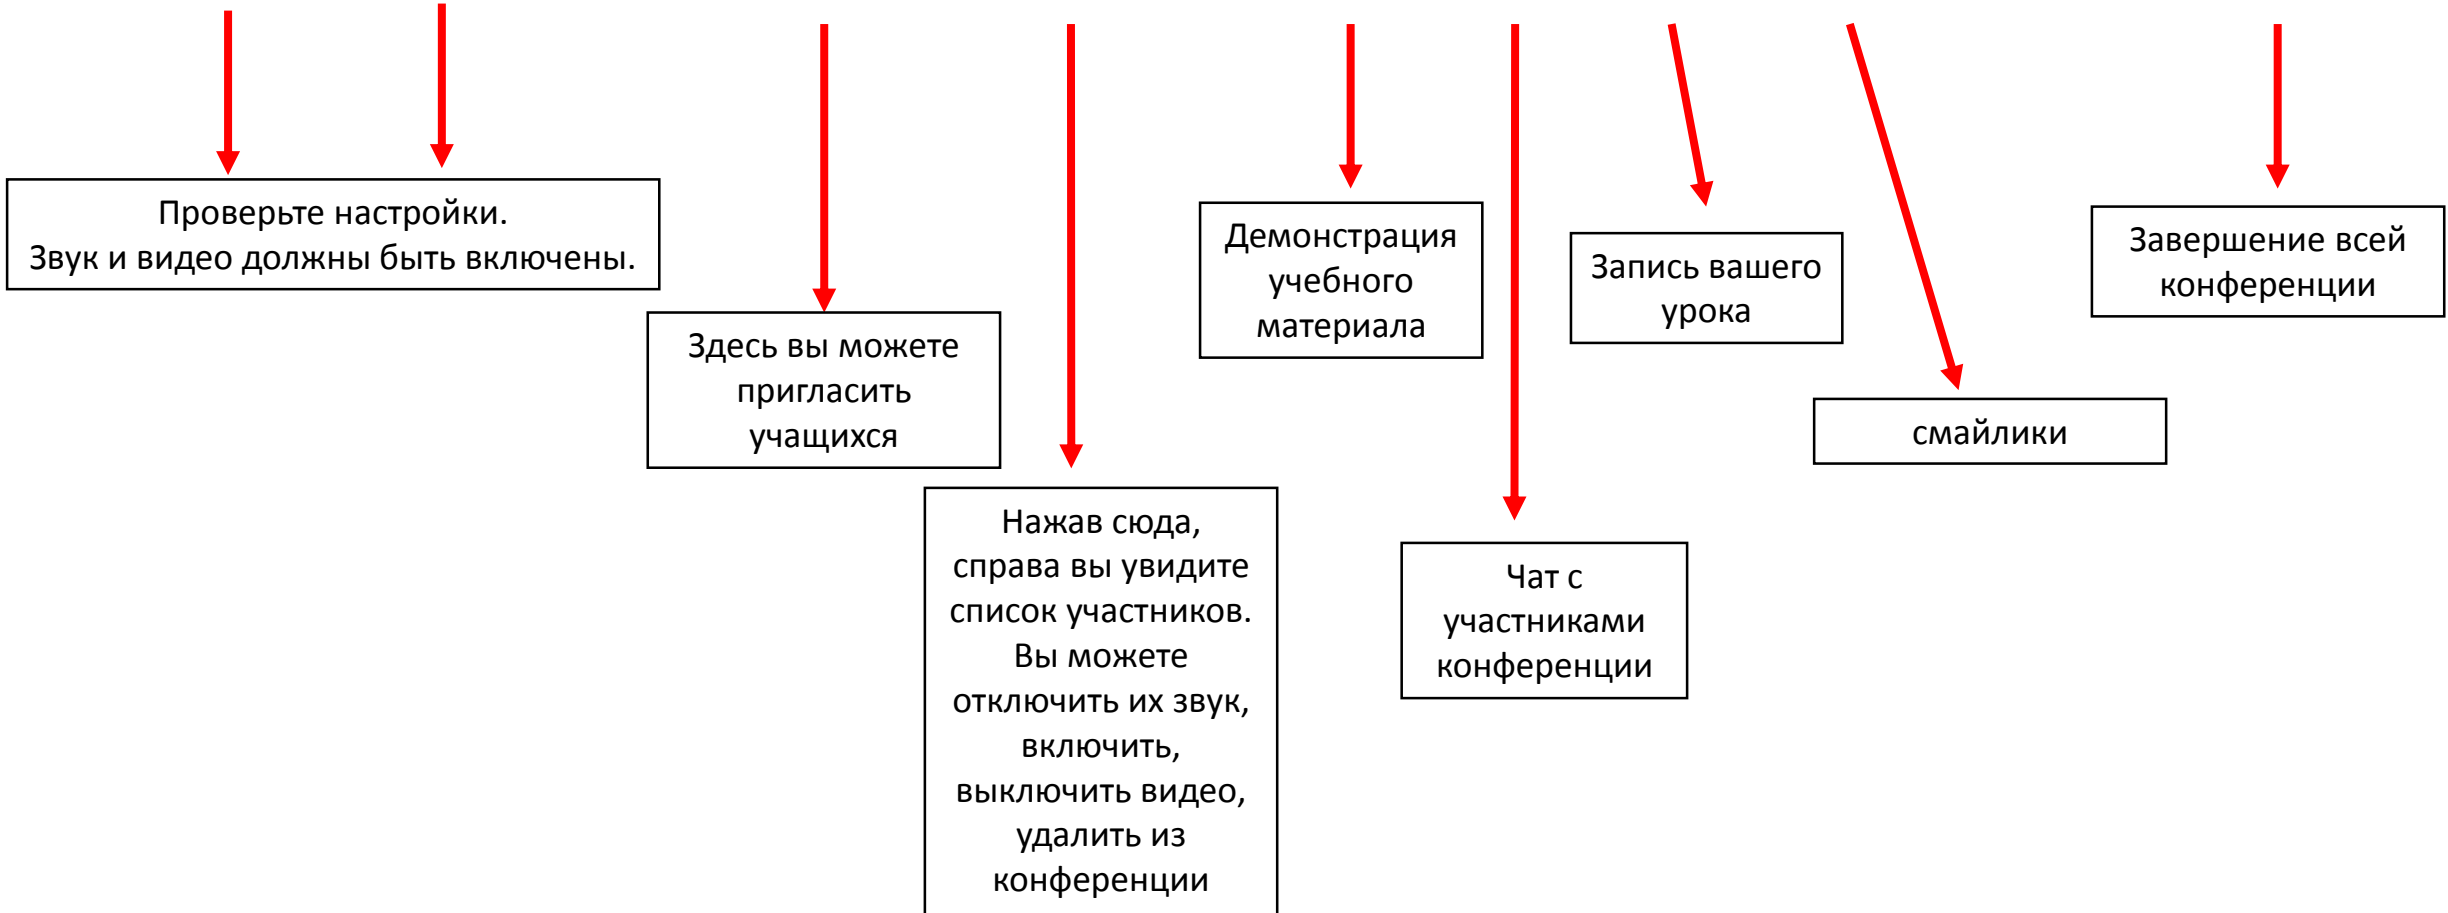 Проверьте настройки.
Звук и видео должны быть включены.
Здесь вы можете
пригласить
учащихся
Нажав сюда,
справа вы увидите
список участников.
Вы можете
отключить их звук,
включить,
выключить видео,
удалить из
конференции
Демонстрация
учебного
материала
Чат с
участниками
конференции
Запись вашего
урока
смайлики
Завершение всей
конференции